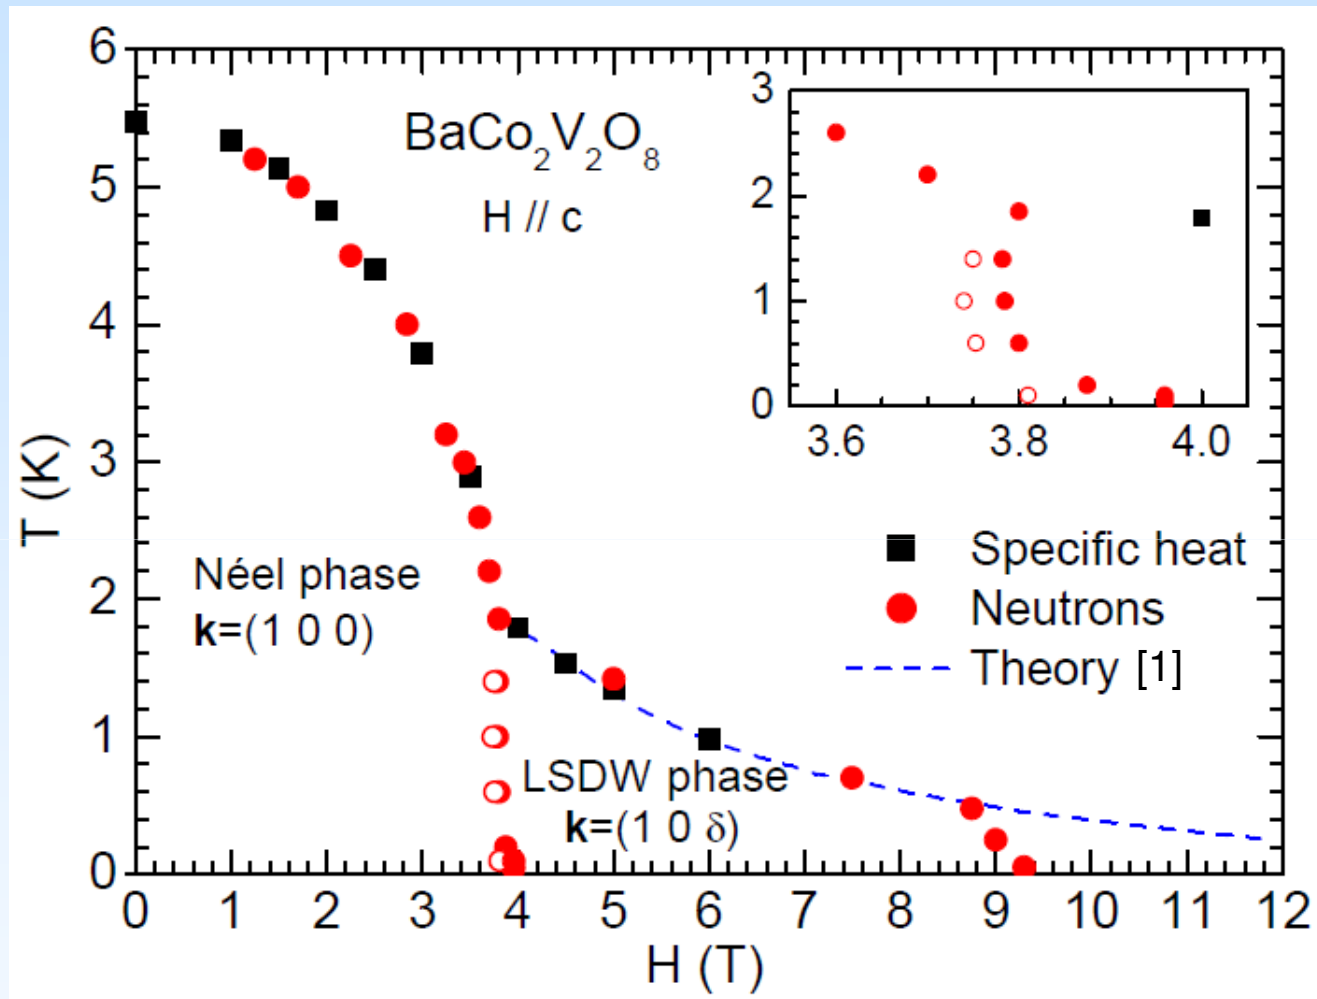 6
5
4
3
2
1
0
T (K)
BaCo₂V₂O₈
H // c
3
2
1
0
3.6 3.8 4.0
Specific heat
Neutrons
Theory [1]
Néel phase
k=(1 0 0)
LSDW phase
k=(1 0 δ)
0 1 2 3 4 5 6 7 8 9 10 11 12
H (T)